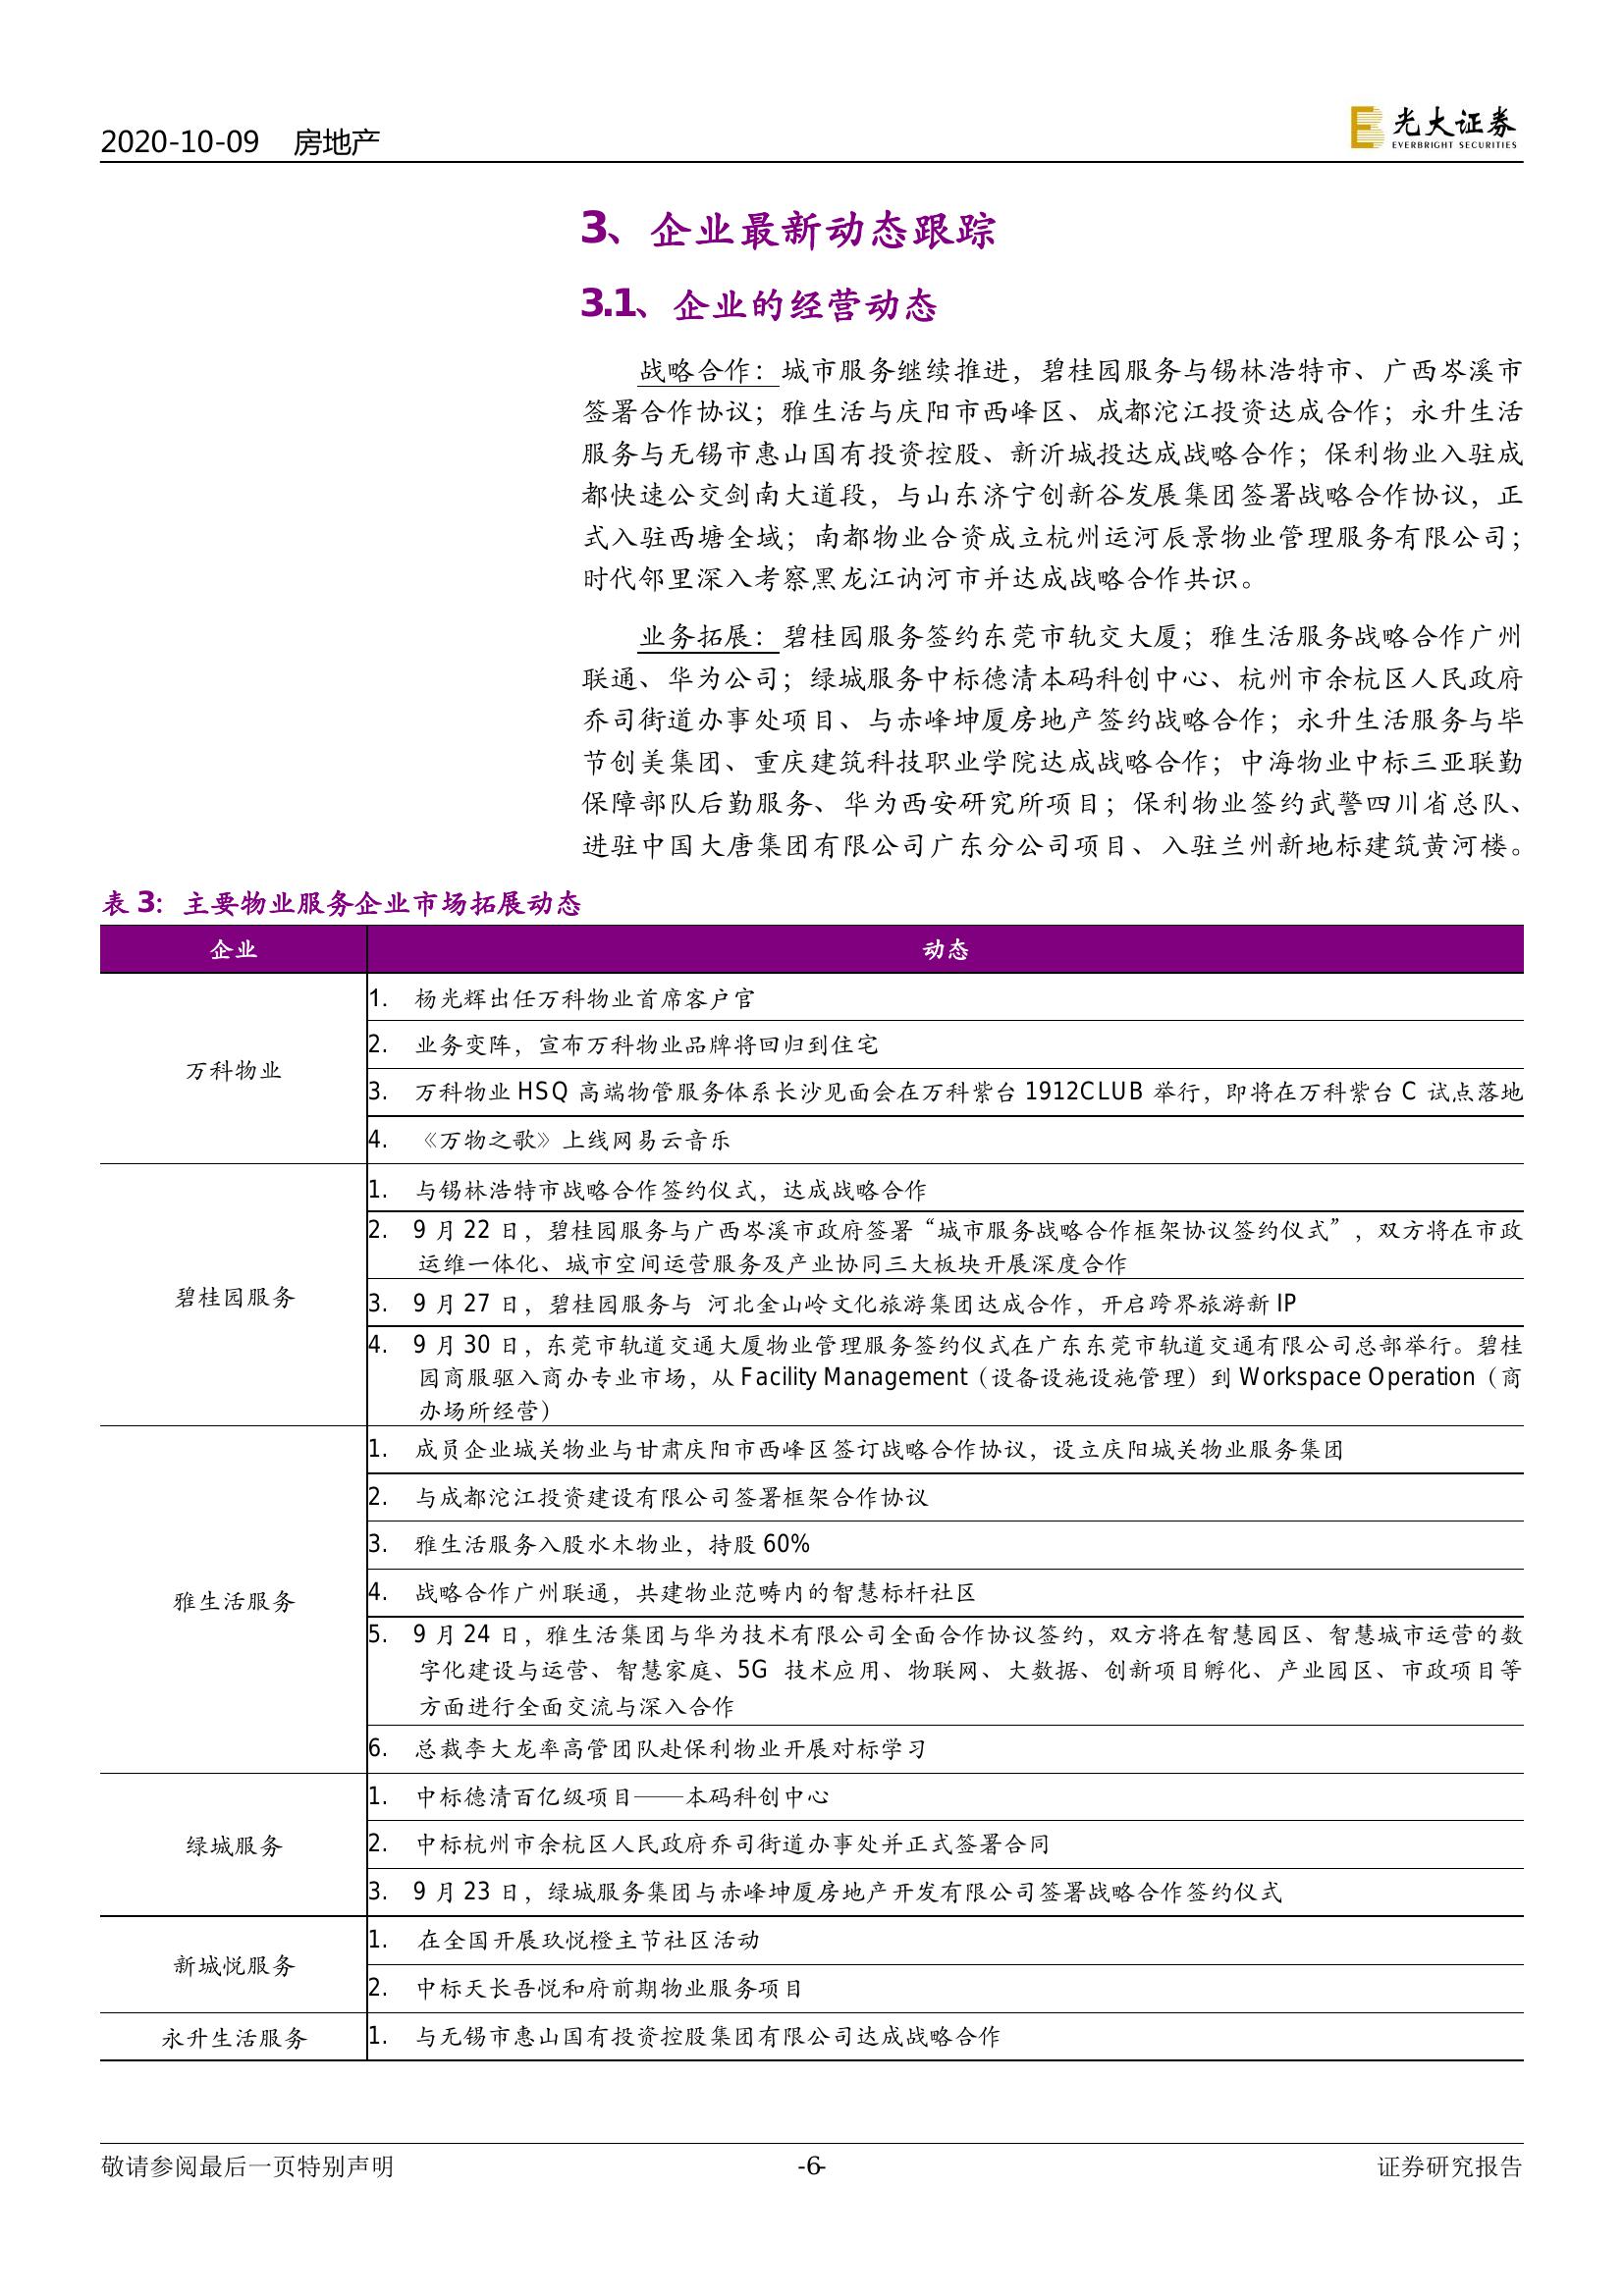 2020-10-09 房地产
光大证券
EVERBRIGHT SECURITIES
3、企业最新动态跟踪
3.1、企业的经营动态
战略合作：城市服务继续推进，碧桂园服务与锡林浩特市、广西岑溪市
签署合作协议；雅生活与庆阳市西峰区、成都沱江投资达成合作；永升生活
服务与无锡市惠山国有投资控股、新沂城投达成战略合作；保利物业入驻成
都快速公交剑南大道段，与山东济宁创新谷发展集团签署战略合作协议，正
式入驻西塘全域；南都物业合资成立杭州运河辰景物业管理服务有限公司；
时代邻里深入考察黑龙江讷河市并达成战略合作共识。
业务拓展：碧桂园服务签约东莞市轨交大厦；雅生活服务战略合作广州
联通、华为公司；绿城服务中标德清本码科创中心、杭州市余杭区人民政府
乔司街道办事处项目、与赤峰坤厦房地产签约战略合作；永升生活服务与毕
节创美集团、重庆建筑科技职业学院达成战略合作；中海物业中标三亚联勤
保障部队后勤服务、华为西安研究所项目；保利物业签约武警四川省总队、
进驻中国大唐集团有限公司广东分公司项目、入驻兰州新地标建筑黄河楼。
表 3：主要物业服务企业市场拓展动态
企业 动态
万科物业
1. 杨光辉出任万科物业首席客户官
2. 业务变阵，宣布万科物业品牌将回归到住宅
3. 万科物业 HSQ 高端物管服务体系长沙见面会在万科紫台 1912CLUB 举行，即将在万科紫台 C 试点落地
4. 《万物之歌》上线网易云音乐
碧桂园服务
1. 与锡林浩特市战略合作签约仪式，达成战略合作
2. 9 月 22 日，碧桂园服务与广西岑溪市政府签署“城市服务战略合作框架协议签约仪式”，双方将在市政
运维一体化、城市空间运营服务及产业协同三大板块开展深度合作
3. 9 月 27 日，碧桂园服务与 河北金山岭文化旅游集团达成合作，开启跨界旅游新 IP
4. 9 月 30 日，东莞市轨道交通大厦物业管理服务签约仪式在广东东莞市轨道交通有限公司总部举行。碧桂
园商服驱入商办专业市场，从 Facility Management（设备设施设施管理）到 Workspace Operation（商
办场所经营）
雅生活服务
1. 成员企业城关物业与甘肃庆阳市西峰区签订战略合作协议，设立庆阳城关物业服务集团
2. 与成都沱江投资建设有限公司签署框架合作协议
3. 雅生活服务入股水木物业，持股 60%
4. 战略合作广州联通，共建物业范畴内的智慧标杆社区
5. 9 月 24 日，雅生活集团与华为技术有限公司全面合作协议签约，双方将在智慧园区、智慧城市运营的数
字化建设与运营、智慧家庭、5G 技术应用、物联网、大数据、创新项目孵化、产业园区、市政项目等
方面进行全面交流与深入合作
6. 总裁李大龙率高管团队赴保利物业开展对标学习
绿城服务
1. 中标德清百亿级项目——本码科创中心
2. 中标杭州市余杭区人民政府乔司街道办事处并正式签署合同
3. 9 月 23 日，绿城服务集团与赤峰坤厦房地产开发有限公司签署战略合作签约仪式
新城悦服务
1. 在全国开展玖悦橙主节社区活动
2. 中标天长吾悦和府前期物业服务项目
永升生活服务
1. 与无锡市惠山国有投资控股集团有限公司达成战略合作
敬请参阅最后一页特别声明 -6- 证券研究报告